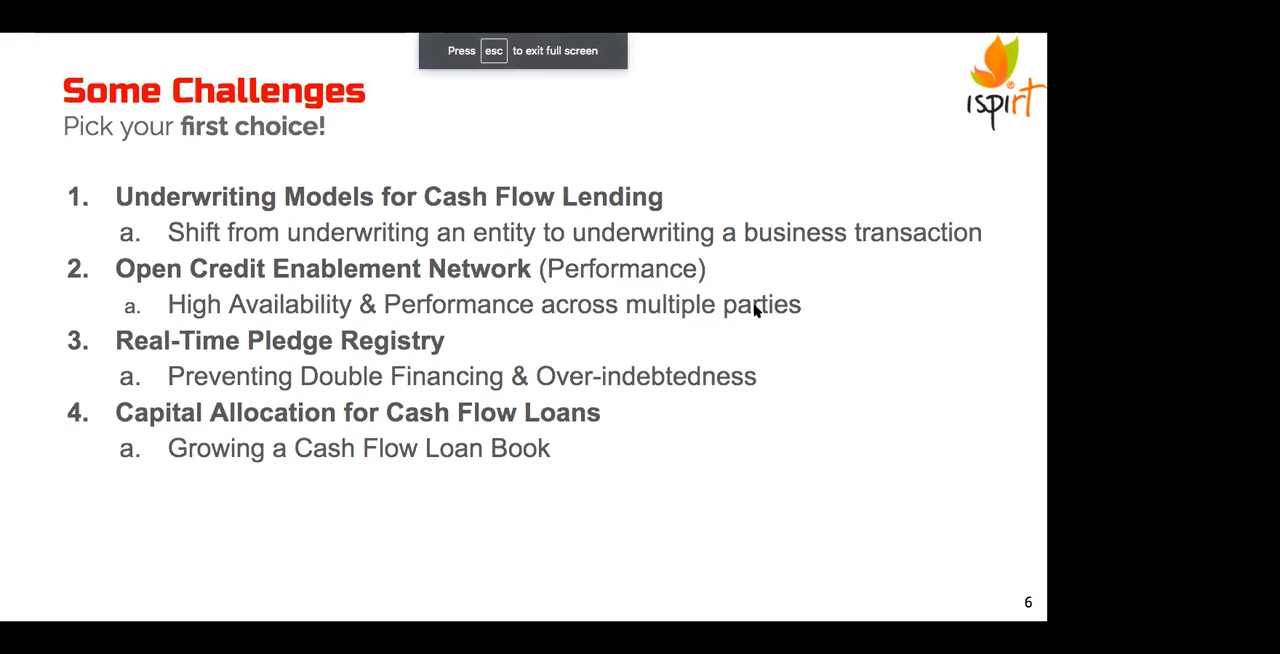 Press esc to exit full screen
Some Challenges
Pick your first choice!
ispirt
1. Underwriting Models for Cash Flow Lending
a. Shift from underwriting an entity to underwriting a business transaction
2. Open Credit Enablement Network (Performance)
a. High Availability & Performance across multiple parties
3. Real-Time Pledge Registry
a. Preventing Double Financing & Over-indebtedness
4. Capital Allocation for Cash Flow Loans
a. Growing a Cash Flow Loan Book
6